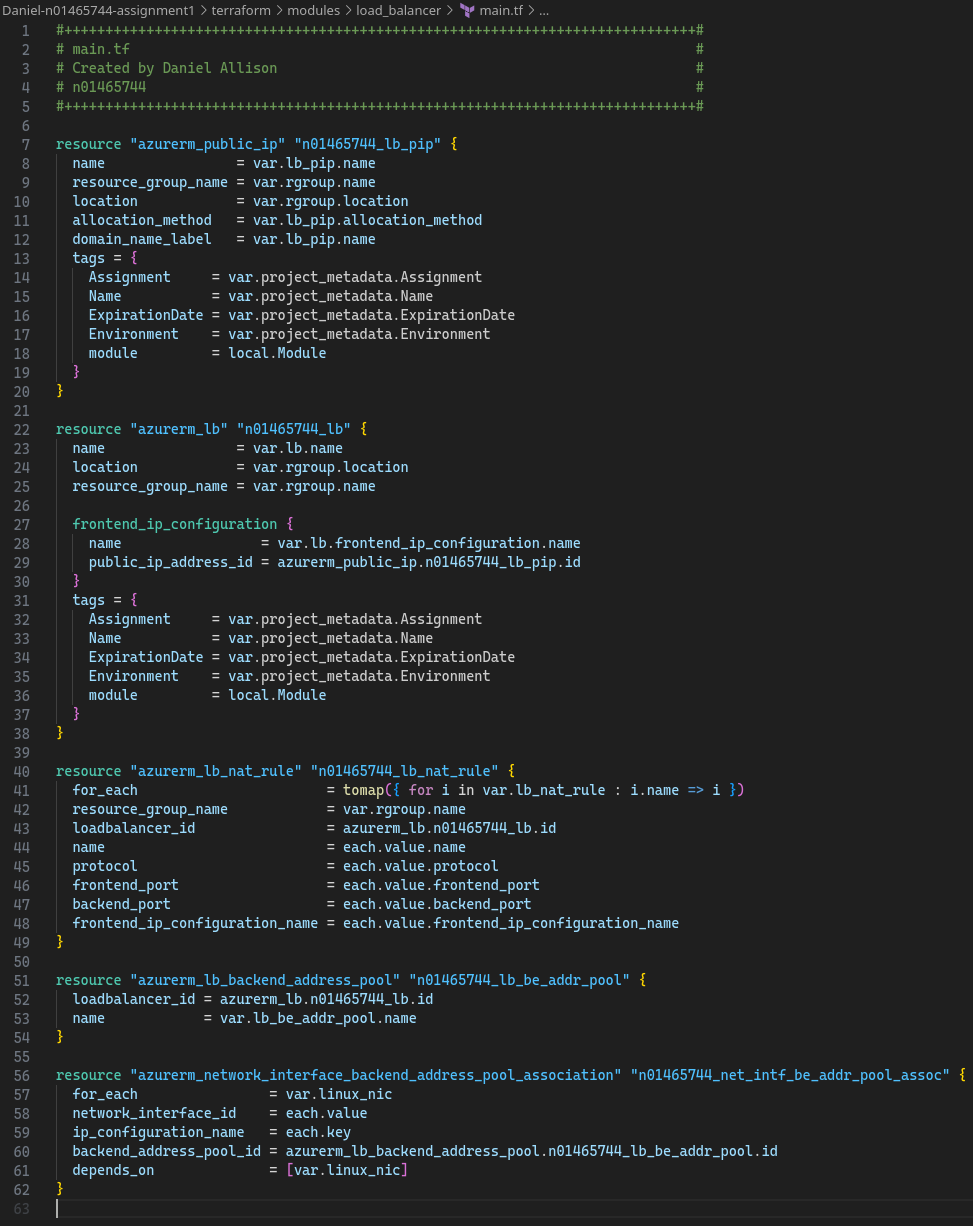 Daniel-n01465744-assignment1 > terraform > modules > load_balancer > main.tf > ...
1 #+++++++++++++++++++++++++++++++++++++++++++++++++++++++++++++++++++++++++++++#
2 # main.tf                                                                     #
3 # Created by Daniel Allison                                                   #
4 # n01465744                                                                   #
5 #+++++++++++++++++++++++++++++++++++++++++++++++++++++++++++++++++++++++++++++#
6
7 resource "azurerm_public_ip" "n01465744_lb_pip" {
8   name                = var.lb_pip.name
9   resource_group_name = var.rgroup.name
10   location            = var.rgroup.location
11   allocation_method   = var.lb_pip.allocation_method
12   domain_name_label   = var.lb_pip.name
13   tags = {
14     Assignment     = var.project_metadata.Assignment
15     Name           = var.project_metadata.Name
16     ExpirationDate = var.project_metadata.ExpirationDate
17     Environment    = var.project_metadata.Environment
18     module         = local.Module
19   }
20 }
21
22 resource "azurerm_lb" "n01465744_lb" {
23   name                = var.lb.name
24   location            = var.rgroup.location
25   resource_group_name = var.rgroup.name
26
27   frontend_ip_configuration {
28     name                 = var.lb.frontend_ip_configuration.name
29     public_ip_address_id = azurerm_public_ip.n01465744_lb_pip.id
30   }
31   tags = {
32     Assignment     = var.project_metadata.Assignment
33     Name           = var.project_metadata.Name
34     ExpirationDate = var.project_metadata.ExpirationDate
35     Environment    = var.project_metadata.Environment
36     module         = local.Module
37   }
38 }
39
40 resource "azurerm_lb_nat_rule" "n01465744_lb_nat_rule" {
41   for_each                       = tomap({ for i in var.lb_nat_rule : i.name => i })
42   resource_group_name            = var.rgroup.name
43   loadbalancer_id                = azurerm_lb.n01465744_lb.id
44   name                           = each.value.name
45   protocol                       = each.value.protocol
46   frontend_port                  = each.value.frontend_port
47   backend_port                   = each.value.backend_port
48   frontend_ip_configuration_name = each.value.frontend_ip_configuration_name
49 }
50
51 resource "azurerm_lb_backend_address_pool" "n01465744_lb_be_addr_pool" {
52   loadbalancer_id = azurerm_lb.n01465744_lb.id
53   name            = var.lb_be_addr_pool.name
54 }
55
56 resource "azurerm_network_interface_backend_address_pool_association" "n01465744_net_intf_be_addr_pool_assoc" {
57   for_each                = var.linux_nic
58   network_interface_id    = each.value
59   ip_configuration_name   = each.key
60   backend_address_pool_id = azurerm_lb_backend_address_pool.n01465744_lb_be_addr_pool.id
61   depends_on              = [var.linux_nic]
62 }
63